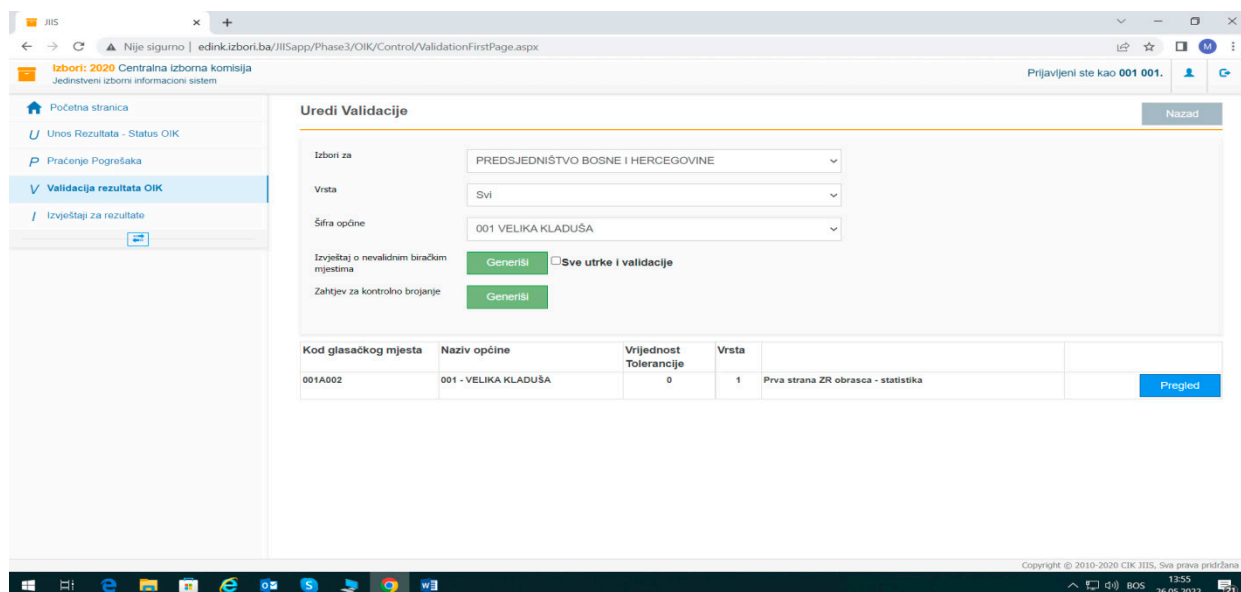 JIIS
Nije sigurno | edink.izbori.ba/JIISapp/Phase3/OIK/Control/ValidationFirstPage.aspx
M
Izbori: 2020 Centralna izborna komisija
Jedinstveni izborni informacioni sistem
Prijavljeni ste kao 001 001.
Početna stranica
U Unos Rezultata - Status OIK
P Praćenje Pogrešaka
V Validacija rezultata OIK
I Izvještaji za rezultate
Uredi Validacije
Nazad
Izbori za
PREDSJEDNIŠTVO BOSNE I HERCEGOVINE
Vrsta
Svi
Šifra općine
001 VELIKA KLADUŠA
Izvještaj o nevalidnim biračkim
mjestima
Generiši
Sve utrke i validacije
Zahtjev za kontrolno brojanje
Generiši
Kod glasačkog mjesta Naziv općine Vrijednost Vrsta
Tolerancije
001A002 001 - VELIKA KLADUŠA 0 1 Prva strana ZR obrasca - statistika Pregled
Copyright © 2010-2020 CIK JIIS, Sva prava pridržana
BOS
13:55
26.05.2022
21